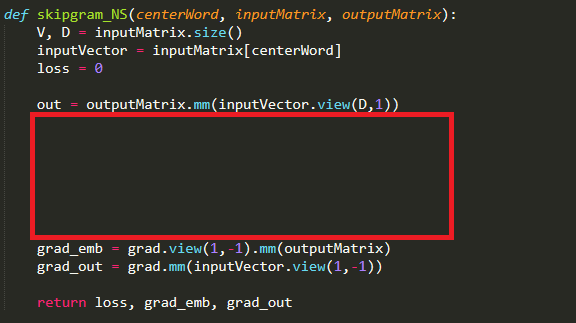 def skipgram_NS(centerWord, inputMatrix, outputMatrix):
V, D = inputMatrix.size()
inputVector = inputMatrix[centerWord]
loss = 0
out = outputMatrix.mm(inputVector.view(D,1))
grad_emb = grad.view(1,-1).mm(outputMatrix)
grad_out = grad.mm(inputVector.view(1,-1))
return loss, grad_emb, grad_out